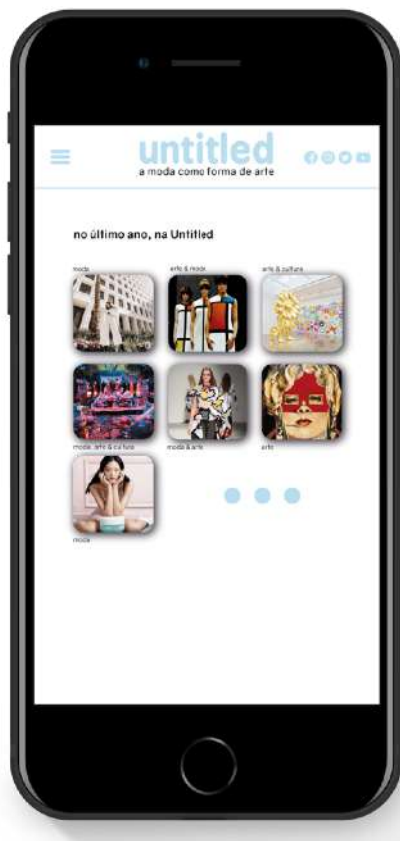 untitled
a moda como forma de arte
no último ano, na Untitled
moda
arte & moda
arte & cultura
moda, arte & cultura
moda & arte
arte
moda